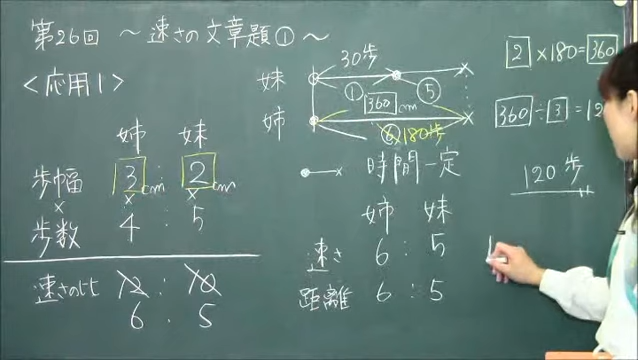 第26回 ～速さの文章題①～
<応用1>
姉 妹
歩幅 3cm : 2cm
×
× ×
歩数 4 : 5
速さの比 12 : 10
6 : 5
30歩
妹
① ⑤
360cm
姉
⑥ 180歩
時間一定
姉 妹
速さ 6 : 5
距離 6 : 5
2 ×180=360
360÷3=12
120歩